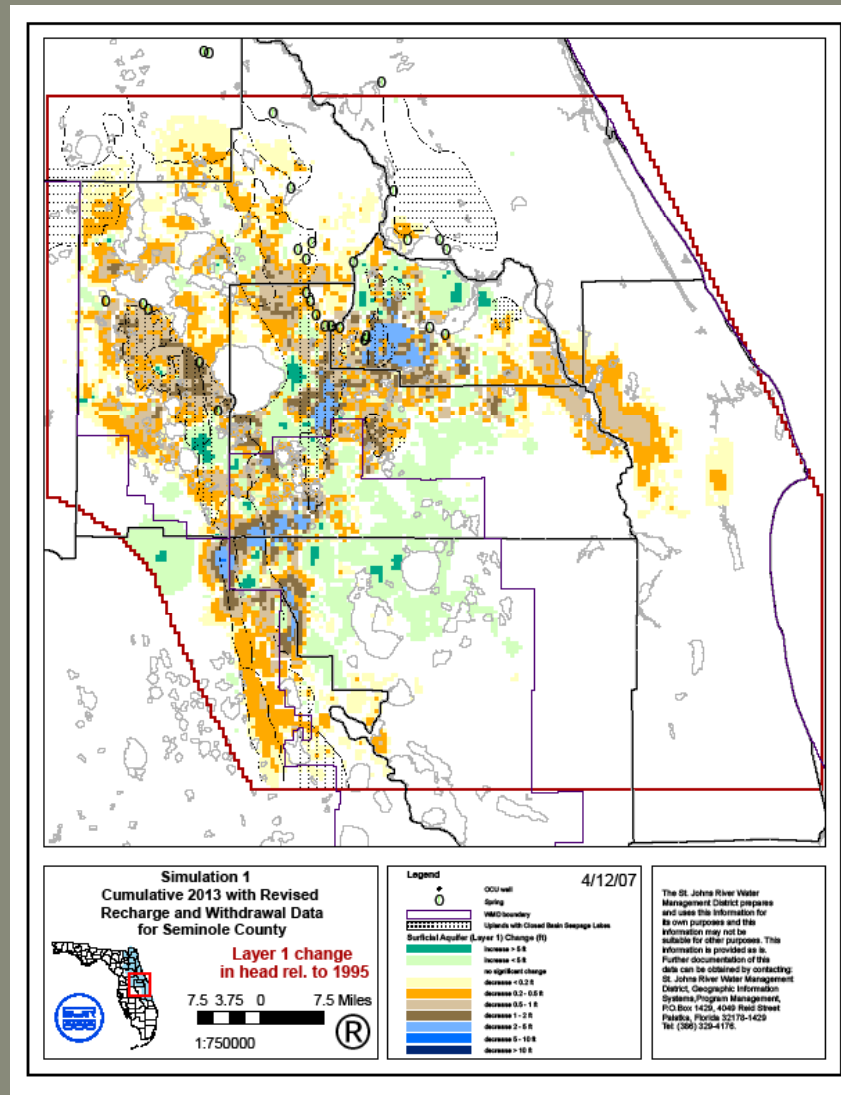 Simulation 1
Cumulative 2013 with Revised
Recharge and Withdrawal Data
for Seminole County
Layer 1 change
in head rel. to 1995
7.5 3.75 0 7.5 Miles
1:750000
®
Legend
4/12/07
OCU well
Spring
WMD boundary
Uplands with Closed Basin Seepage Lakes
Surficial Aquifer (Layer 1) Change (ft)
Increase > 5 ft
Increase < 5 ft
no significant change
decrease < 0.2 ft
decrease 0.2 - 0.5 ft
decrease 0.5 - 1 ft
decrease 1 - 2 ft
decrease 2 - 5 ft
decrease 5 - 10 ft
decrease > 10 ft
The St. Johns River Water
Management District prepares
and uses this information for
its own purposes and this
information may not be
suitable for other purposes. This
information is provided as is.
Further documentation of this
data can be obtained by contacting:
St. Johns River Water Management
District, Geographic Information
Systems,Program Management,
P.O.Box 1429, 4049 Reid Street
Palatka, Florida 32178-1429
Tel: (386) 329-4176.